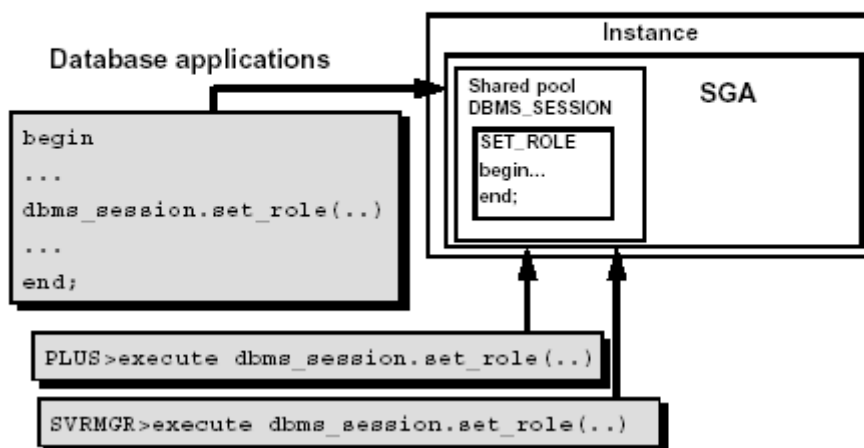 Database applications
begin
...
dbms_session.set_role(..)
...
end;
Instance
SGA
Shared pool
DBMS_SESSION
SET_ROLE
begin...
end;
PLUS>execute dbms_session.set_role(..)
SVRMGR>execute dbms_session.set_role(..)